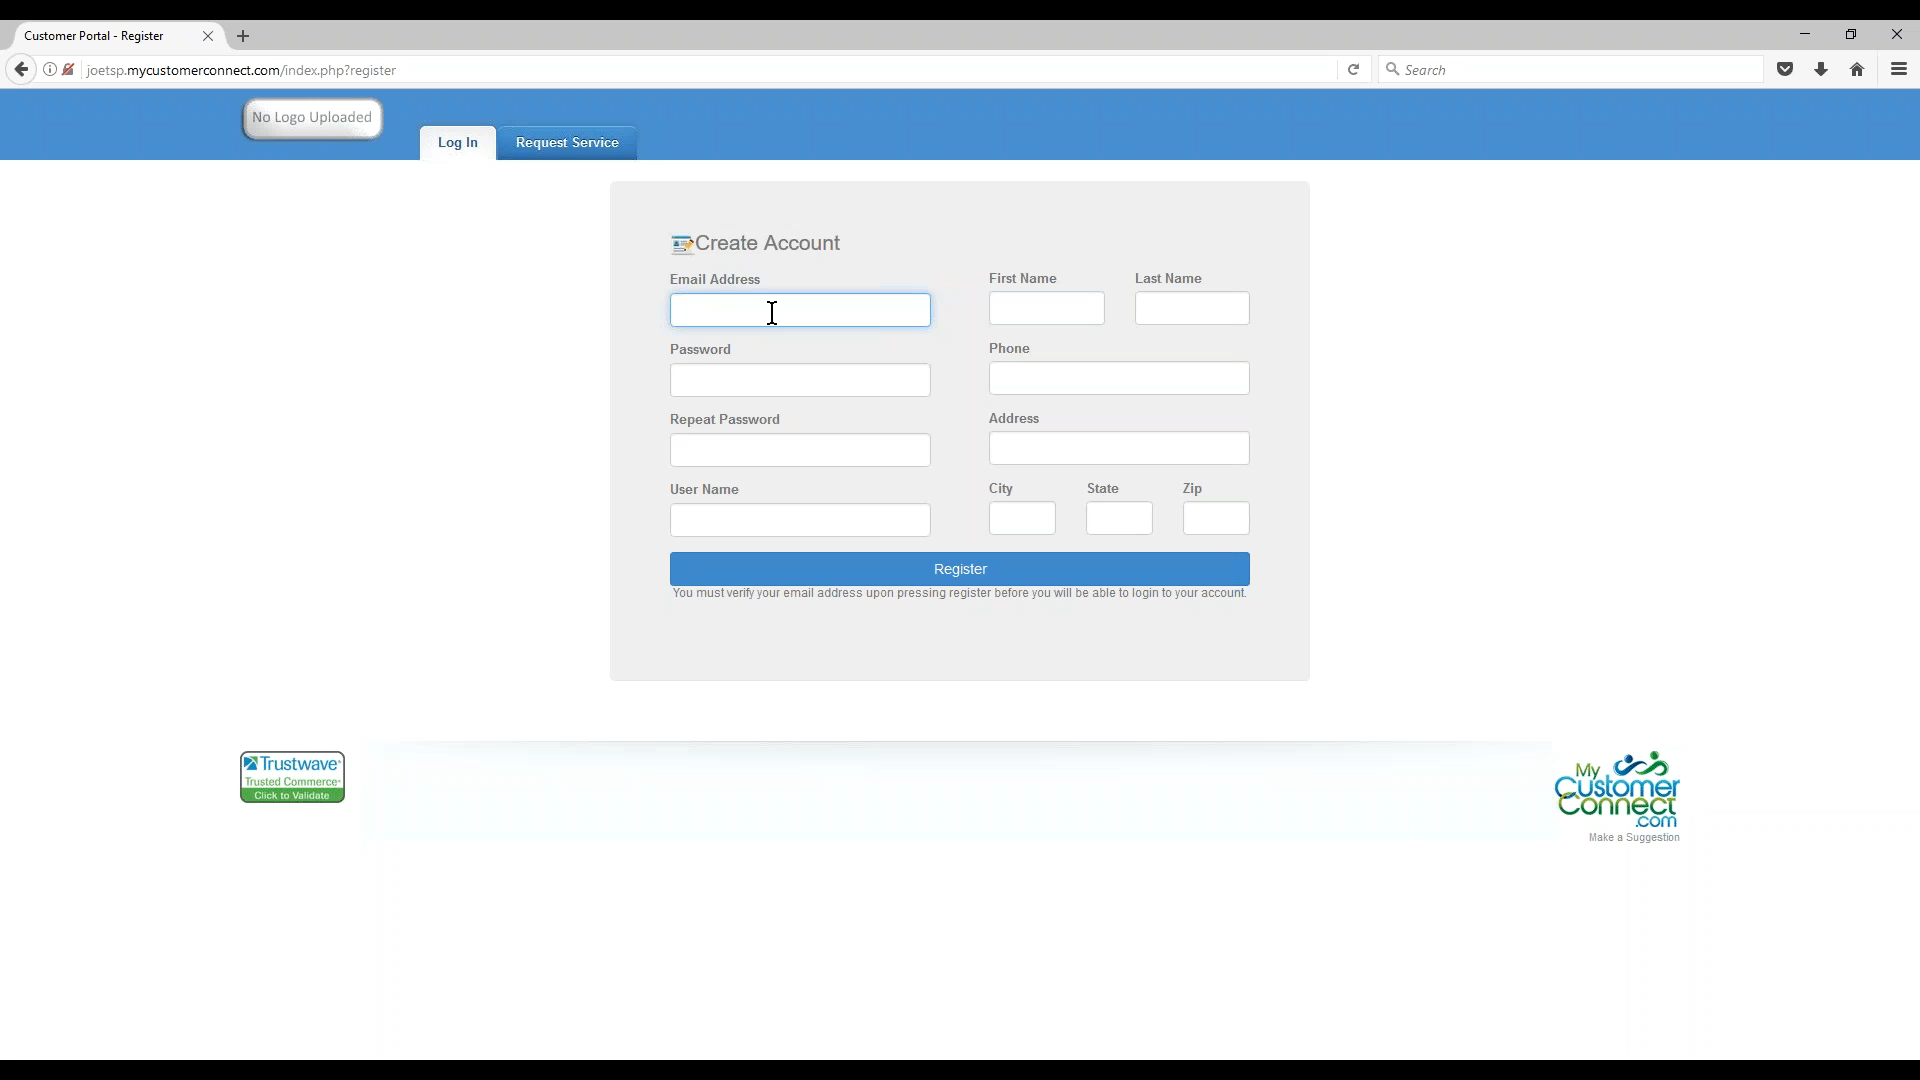 Customer Portal - Register
joetsp.mycustomerconnect.com/index.php?register
Search
No Logo Uploaded
Log In
Request Service
Create Account
Email Address
First Name
Last Name
Password
Phone
Repeat Password
Address
User Name
City
State
Zip
Register
You must verify your email address upon pressing register before you will be able to login to your account.
Trustwave
Trusted Commerce
Click to Validate
My
Customer
Connect
.com
Make a Suggestion